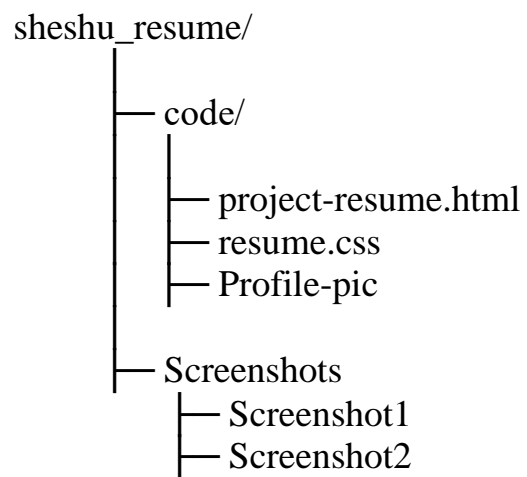 sheshu_resume/
code/
project-resume.html
resume.css
Profile-pic
Screenshots
Screenshot1
Screenshot2